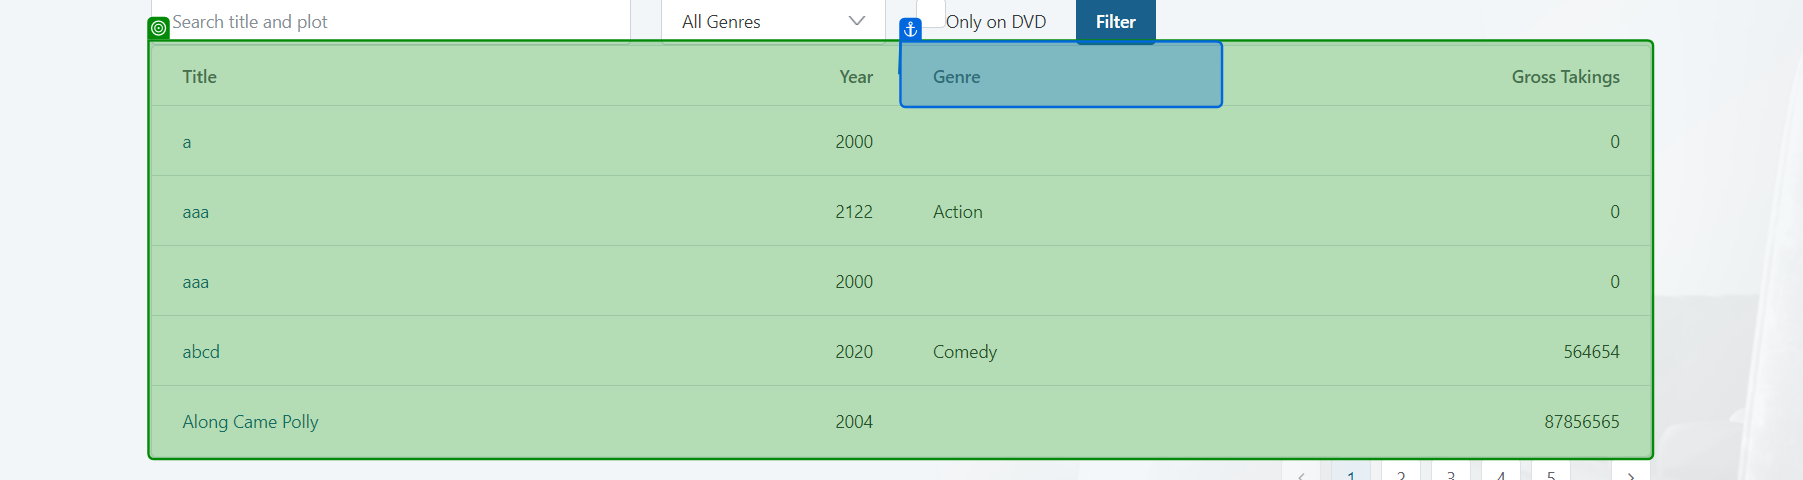 Search title and plot All Genres Only on DVD Filter
Title Year Genre Gross Takings
a 2000 0
aaa 2122 Action 0
aaa 2000 0
abcd 2020 Comedy 564654
Along Came Polly 2004 87856565
1 2 3 4 5